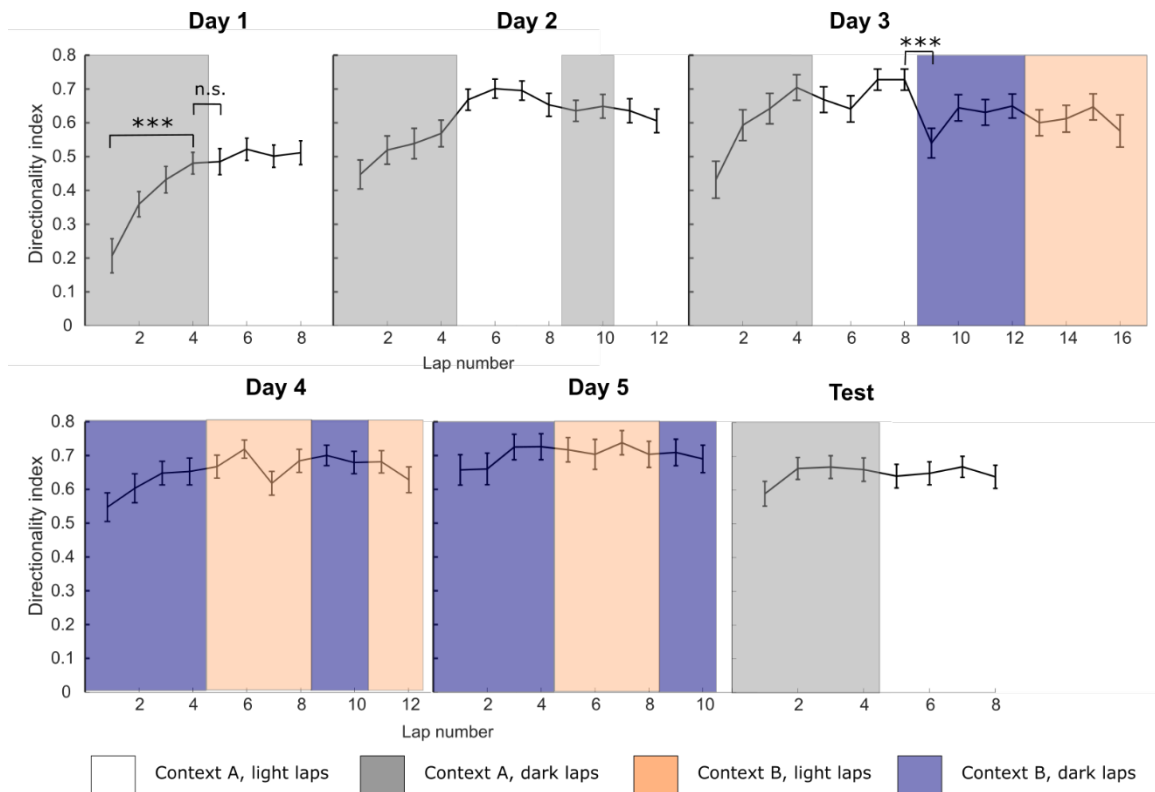 Day 1 Day 2 Day 3
*** n.s. ***
Directionality index
0.8
0.7
0.6
0.5
0.4
0.3
0.2
0.1
0
2 4 6 8 2 4 6 8 10 12 2 4 6 8 10 12 14 16
Lap number
Day 4 Day 5 Test
Directionality index
0.8
0.7
0.6
0.5
0.4
0.3
0.2
0.1
0
2 4 6 8 10 12 2 4 6 8 10 2 4 6 8
Lap number
Context A, light laps Context A, dark laps Context B, light laps Context B, dark laps